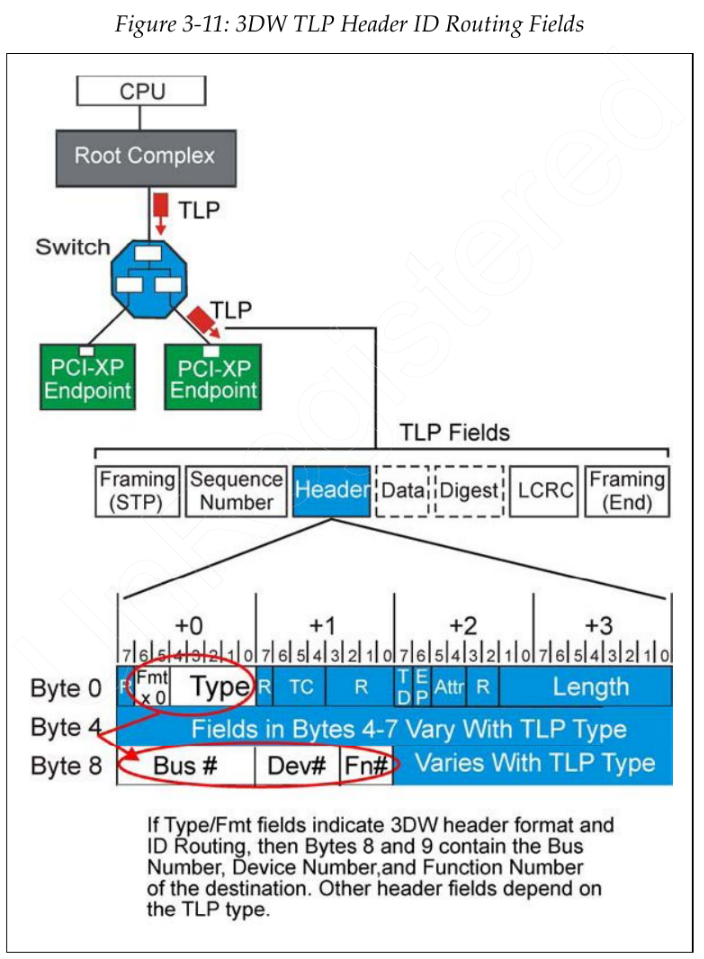 Figure 3-11: 3DW TLP Header ID Routing Fields
CPU
Root Complex
TLP
Switch
TLP
PCI-XP
Endpoint
PCI-XP
Endpoint
TLP Fields
Framing
(STP)
Sequence
Number
Header
Data
Digest
LCRC
Framing
(End)
+0 +1 +2 +3
7 6 5 4 3 2 1 0 7 6 5 4 3 2 1 0 7 6 5 4 3 2 1 0 7 6 5 4 3 2 1 0
Byte 0
R
Fmt
x 0
Type
R
TC
R
T
D
E
P
Attr
R
Length
Byte 4
Fields in Bytes 4-7 Vary With TLP Type
Byte 8
Bus #
Dev#
Fn#
Varies With TLP Type
If Type/Fmt fields indicate 3DW header format and
ID Routing, then Bytes 8 and 9 contain the Bus
Number, Device Number,and Function Number
of the destination. Other header fields depend on
the TLP type.
Unregistered